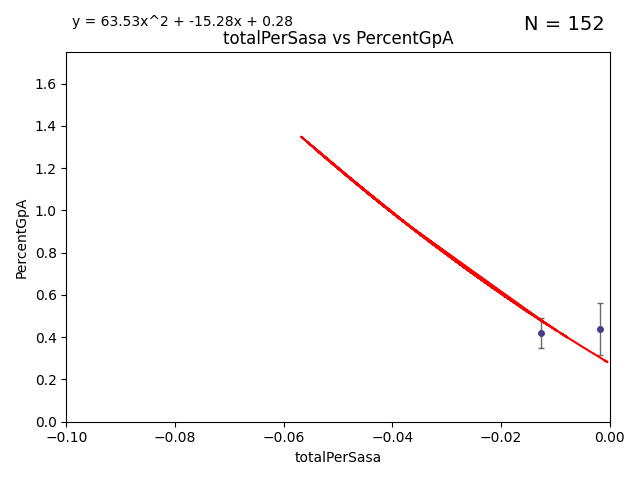 y = 63.53x^2 + -15.28x + 0.28
N = 152
totalPerSasa vs PercentGpA
PercentGpA
1.6
1.4
1.2
1.0
0.8
0.6
0.4
0.2
0.0
−0.10 −0.08 −0.06 −0.04 −0.02 0.00
totalPerSasa